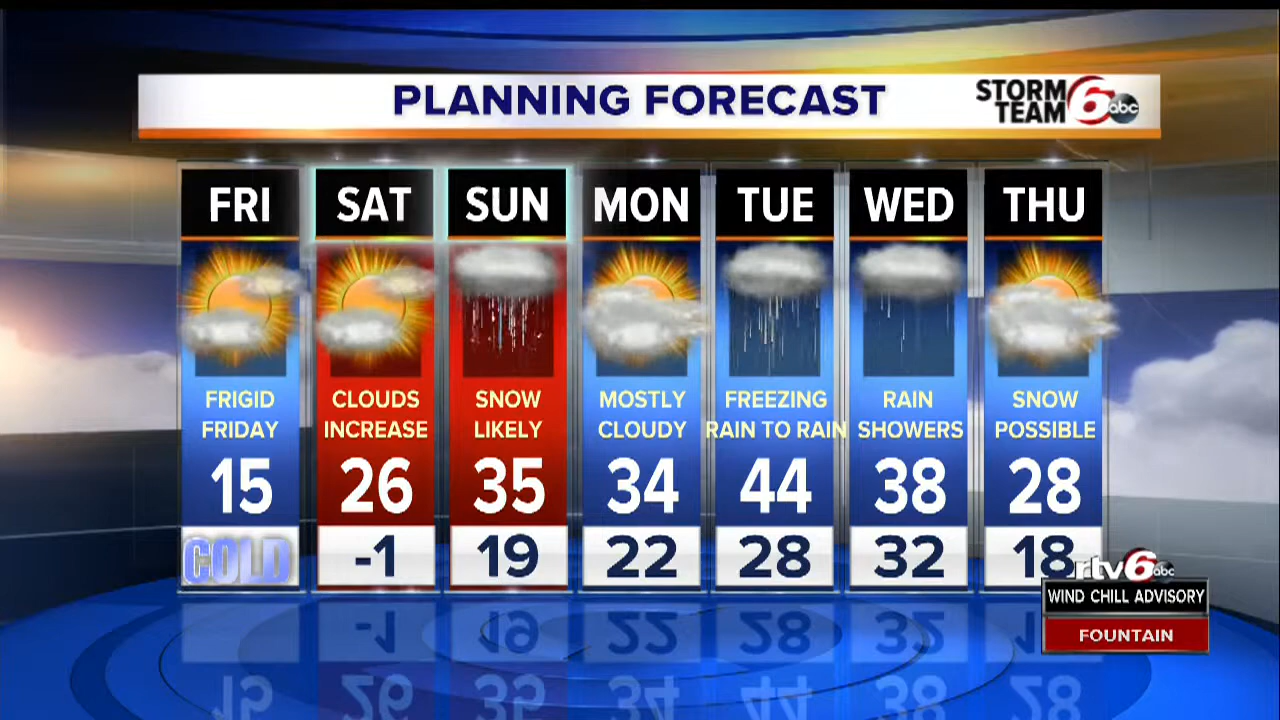 PLANNING FORECAST
STORM TEAM 6 abc
FRI SAT SUN MON TUE WED THU
FRIGID CLOUDS SNOW MOSTLY FREEZING RAIN SNOW
FRIDAY INCREASE LIKELY CLOUDY RAIN TO RAIN SHOWERS POSSIBLE
15 26 35 34 44 38 28
COLD -1 19 22 28 32 18
rtv6 abc
WIND CHILL ADVISORY
FOUNTAIN